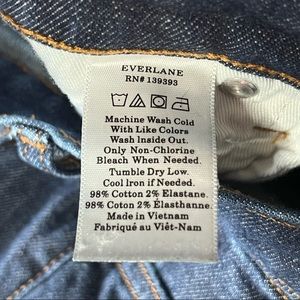 EVERLANE
RN# 139393
Machine Wash Cold
With Like Colors
Wash Inside Out.
Only Non-Chlorine
Bleach When Needed.
Tumble Dry Low.
Cool Iron if Needed.
98% Cotton 2% Elastane.
98% Cotton 2% Élasthanne.
Made in Vietnam
Fabriqué au Viêt-Nam